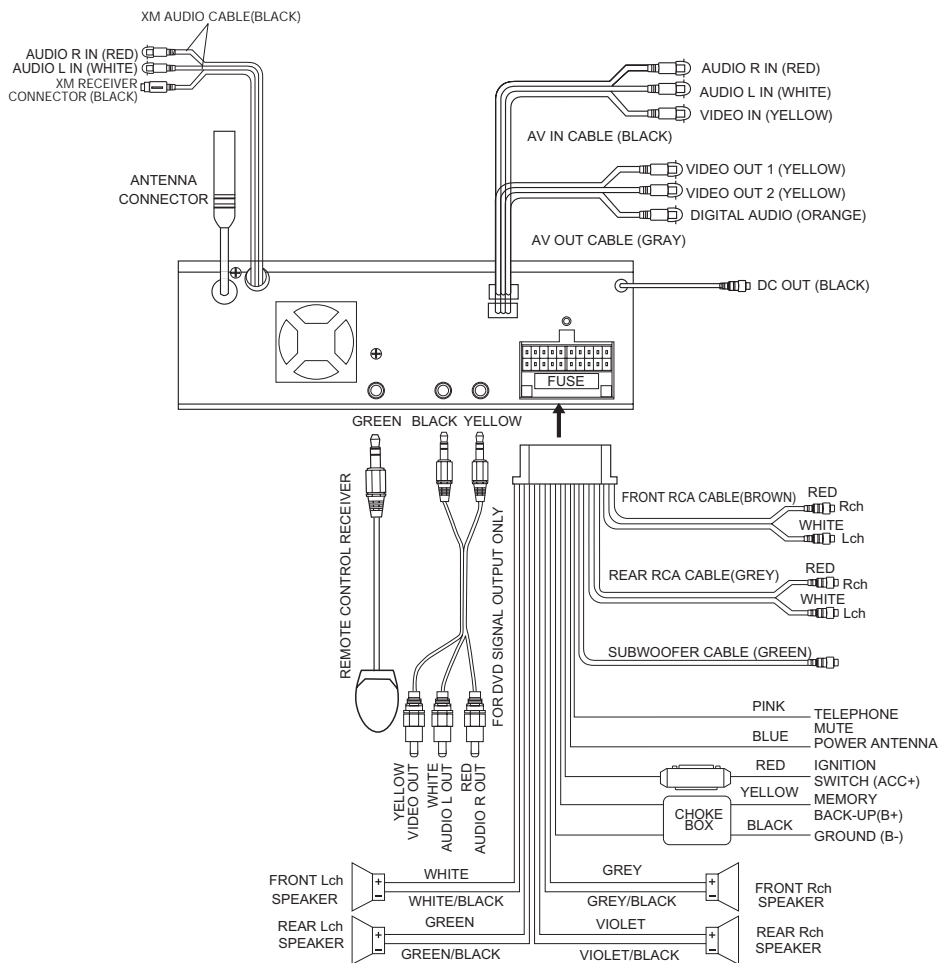 XM AUDIO CABLE(BLACK)
AUDIO R IN (RED)
AUDIO L IN (WHITE)
XM RECEIVER
CONNECTOR (BLACK)
AUDIO R IN (RED)
AUDIO L IN (WHITE)
VIDEO IN (YELLOW)
AV IN CABLE (BLACK)
ANTENNA
CONNECTOR
VIDEO OUT 1 (YELLOW)
VIDEO OUT 2 (YELLOW)
DIGITAL AUDIO (ORANGE)
AV OUT CABLE (GRAY)
DC OUT (BLACK)
FUSE
GREEN
BLACK
YELLOW
REMOTE CONTROL RECEIVER
FOR DVD SIGNAL OUTPUT ONLY
YELLOW
VIDEO OUT
WHITE
AUDIO L OUT
RED
AUDIO R OUT
FRONT RCA CABLE(BROWN)
RED
Rch
WHITE
Lch
REAR RCA CABLE(GREY)
RED
Rch
WHITE
Lch
SUBWOOFER CABLE (GREEN)
PINK
TELEPHONE
MUTE
BLUE
POWER ANTENNA
RED
IGNITION
SWITCH (ACC+)
YELLOW
MEMORY
BACK-UP(B+)
CHOKE
BOX
BLACK
GROUND (B-)
FRONT Lch
SPEAKER
+
−
WHITE
WHITE/BLACK
GREY
GREY/BLACK
+
−
FRONT Rch
SPEAKER
REAR Lch
SPEAKER
+
−
GREEN
GREEN/BLACK
VIOLET
VIOLET/BLACK
+
−
REAR Rch
SPEAKER